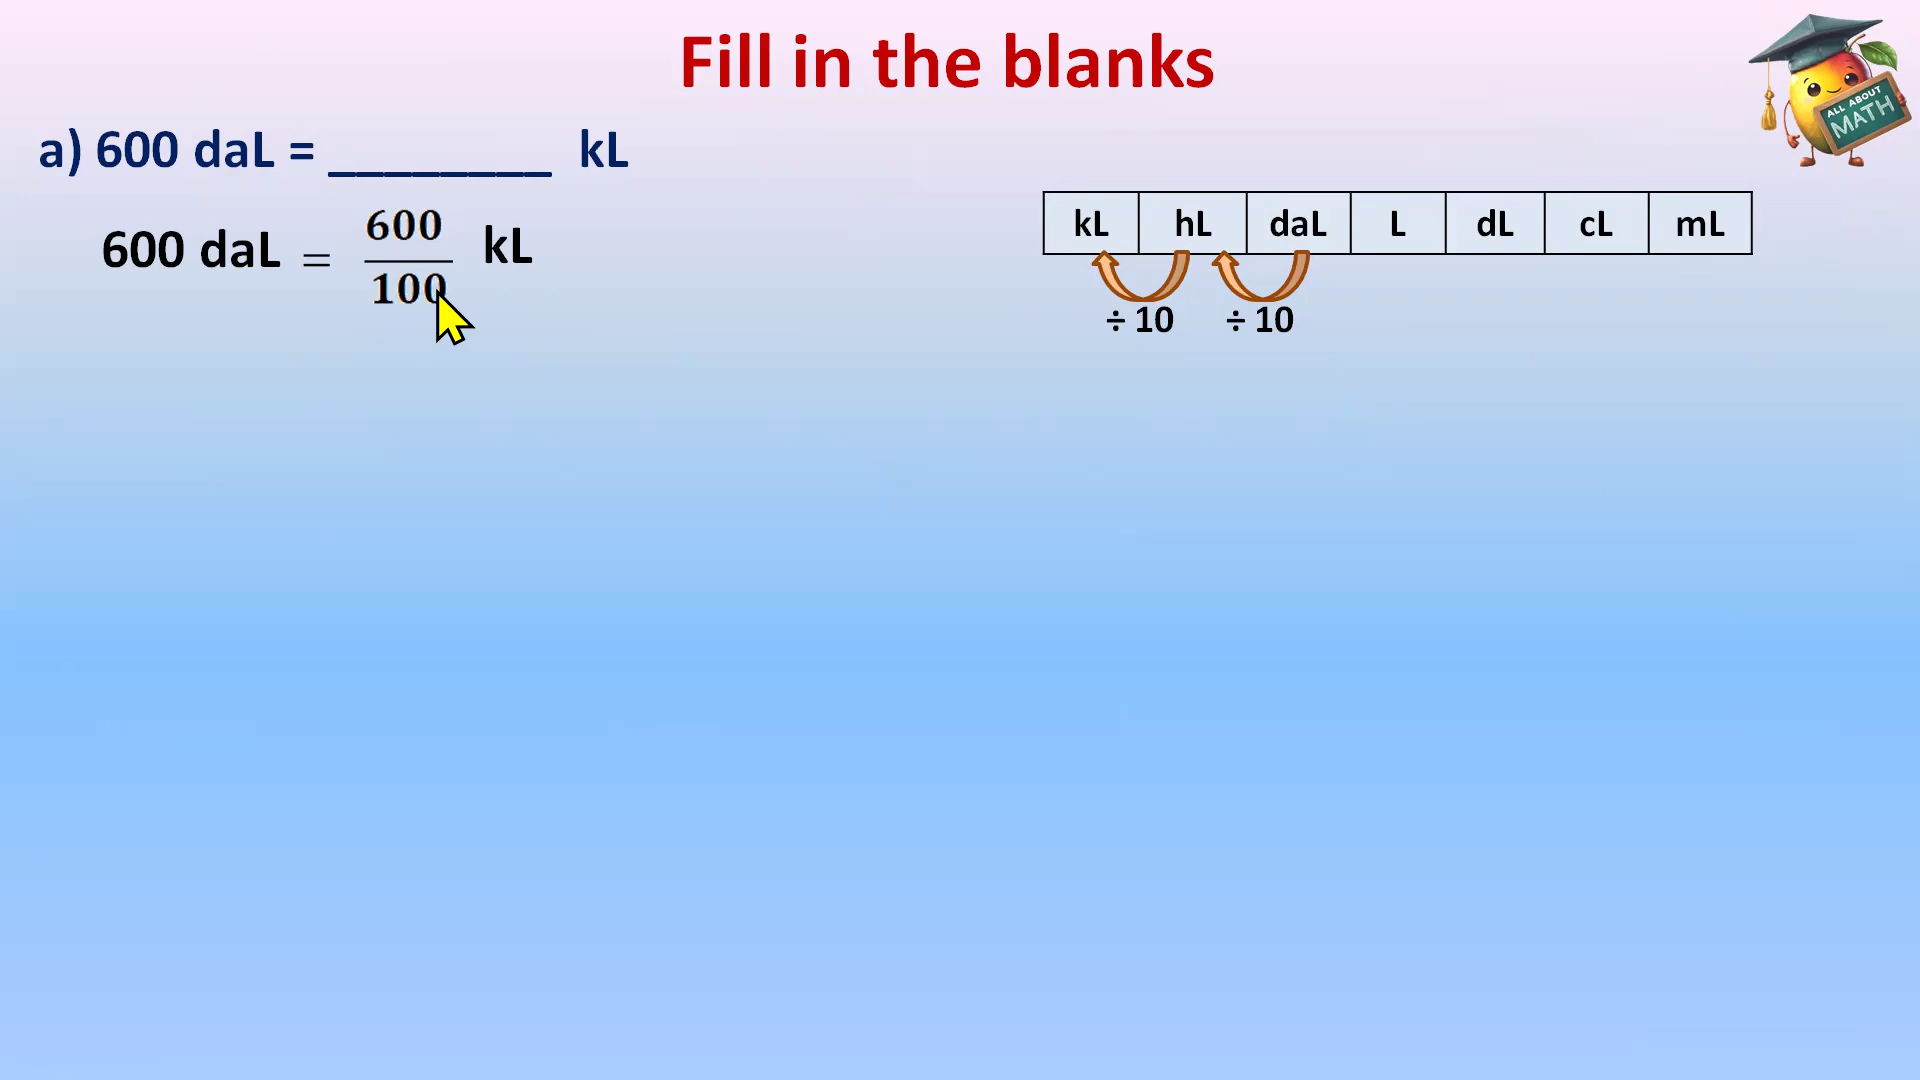 Fill in the blanks
ALL ABOUT
MATH
a) 600 daL = ________ kL
600 daL = 600/100 kL
kL hL daL L dL cL mL
÷ 10 ÷ 10